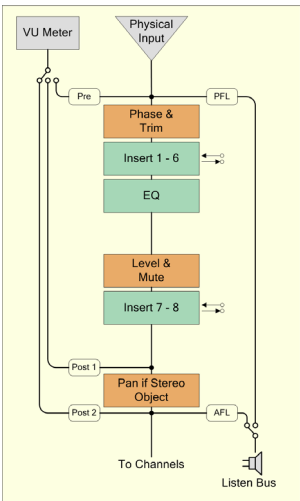 VU Meter
Physical
Input
Pre
PFL
Phase &
Trim
Insert 1 - 6
EQ
Level &
Mute
Insert 7 - 8
Post 1
Pan if Stereo
Object
Post 2
AFL
To Channels
Listen Bus